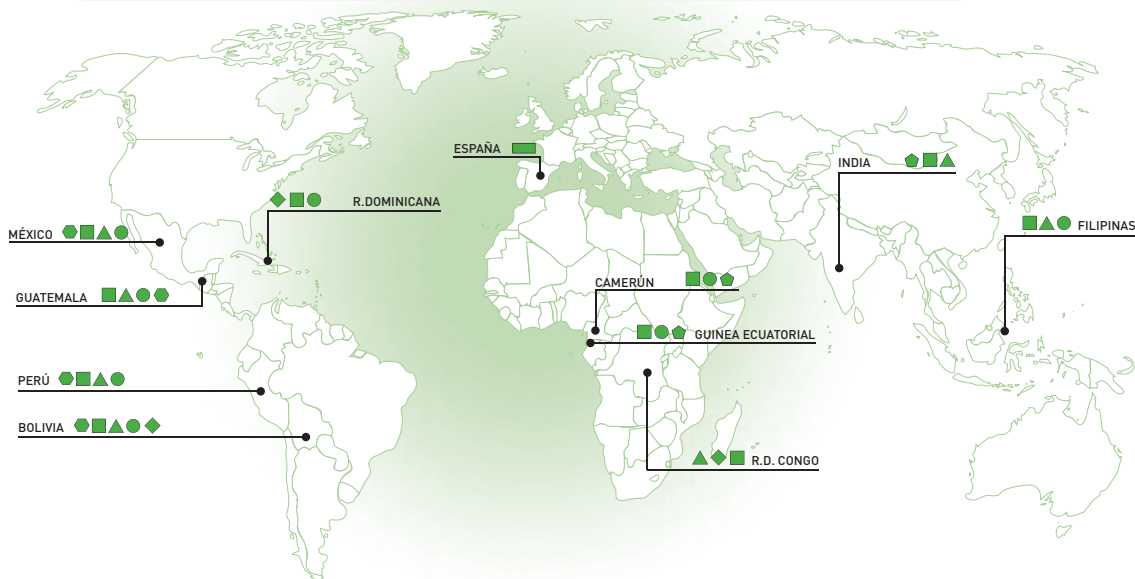 ESPAÑA
INDIA
R.DOMINICANA
MÉXICO
FILIPINAS
CAMERÚN
GUATEMALA
GUINEA ECUATORIAL
PERÚ
BOLIVIA
R.D. CONGO